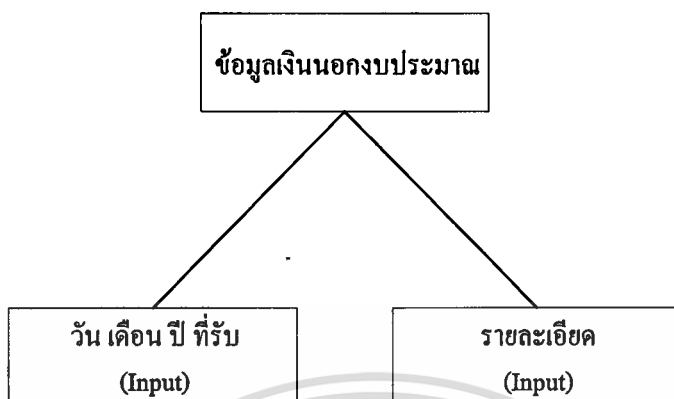 ข้อมูลเงินนอกงบประมาณ
วัน เดือน ปี ที่รับ
(Input)
รายละเอียด
(Input)